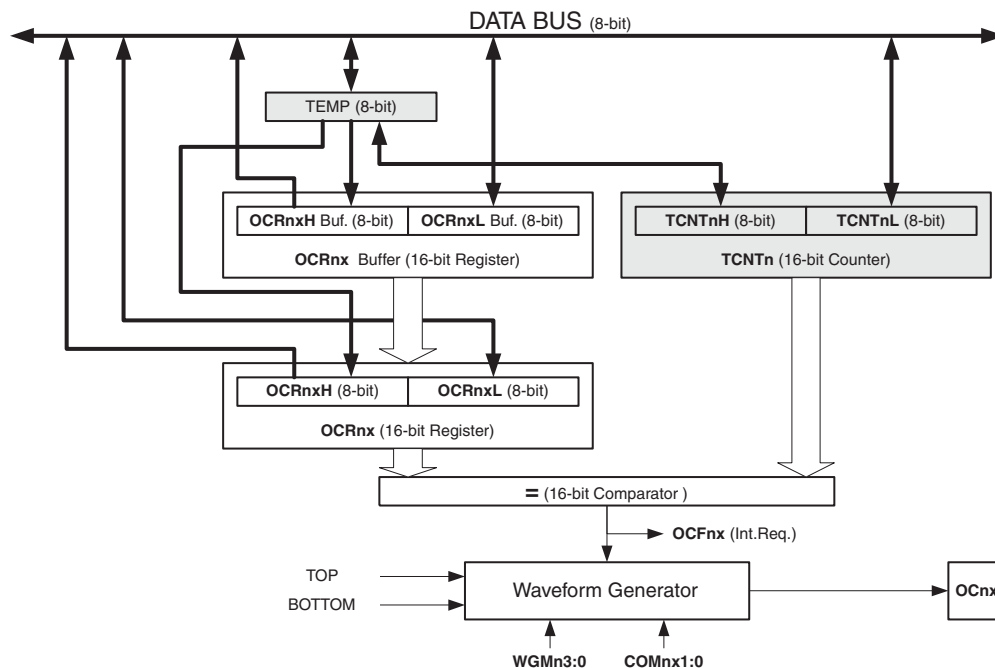 DATA BUS (8-bit)
TEMP (8-bit)
OCRnxH Buf. (8-bit) OCRnxL Buf. (8-bit)
OCRnx Buffer (16-bit Register)
TCNTnH (8-bit) TCNTnL (8-bit)
TCNTn (16-bit Counter)
OCRnxH (8-bit) OCRnxL (8-bit)
OCRnx (16-bit Register)
= (16-bit Comparator )
OCFnx (Int.Req.)
TOP
BOTTOM
Waveform Generator
OCnx
WGMn3:0 COMnx1:0